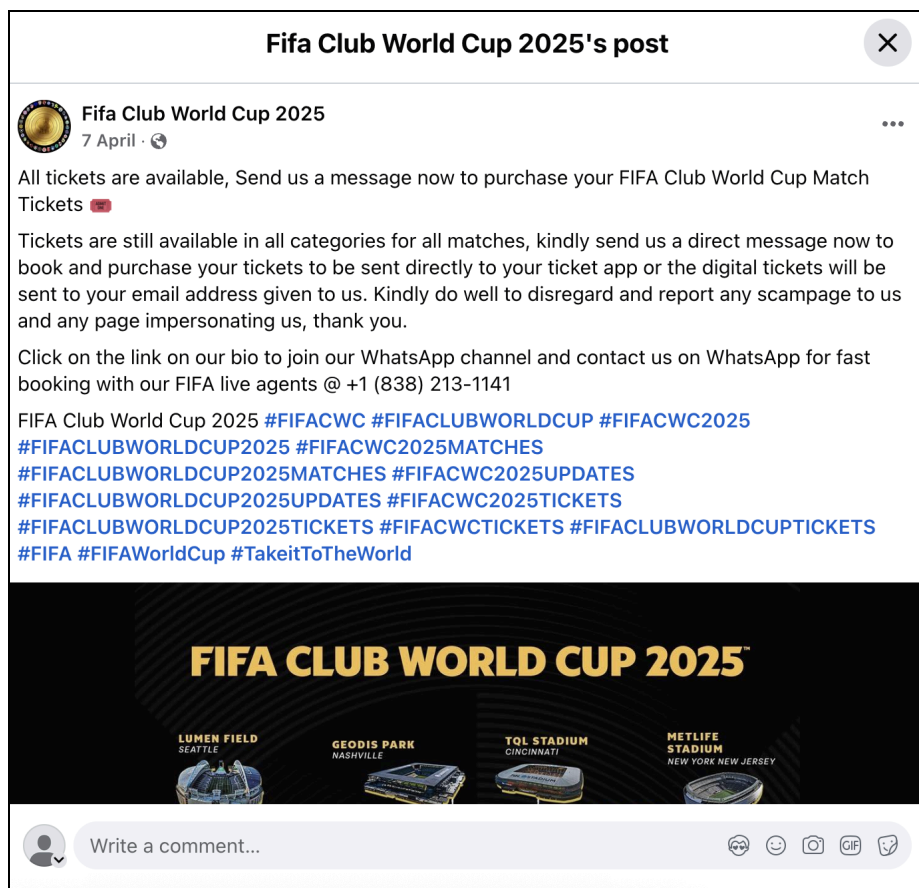 Fifa Club World Cup 2025's post
Fifa Club World Cup 2025
7 April ·
All tickets are available, Send us a message now to purchase your FIFA Club World Cup Match
Tickets 🎟️
Tickets are still available in all categories for all matches, kindly send us a direct message now to
book and purchase your tickets to be sent directly to your ticket app or the digital tickets will be
sent to your email address given to us. Kindly do well to disregard and report any scampage to us
and any page impersonating us, thank you.
Click on the link on our bio to join our WhatsApp channel and contact us on WhatsApp for fast
booking with our FIFA live agents @ +1 (838) 213-1141
FIFA Club World Cup 2025 #FIFACWC #FIFACLUBWORLDCUP #FIFACWC2025
#FIFACLUBWORLDCUP2025 #FIFACWC2025MATCHES
#FIFACLUBWORLDCUP2025MATCHES #FIFACWC2025UPDATES
#FIFACLUBWORLDCUP2025UPDATES #FIFACWC2025TICKETS
#FIFACLUBWORLDCUP2025TICKETS #FIFACWCTICKETS #FIFACLUBWORLDCUPTICKETS
#FIFA #FIFAWorldCup #TakeitToTheWorld
FIFA CLUB WORLD CUP 2025™
LUMEN FIELD
SEATTLE
GEODIS PARK
NASHVILLE
TQL STADIUM
CINCINNATI
METLIFE
STADIUM
NEW YORK NEW JERSEY
Write a comment...
GIF